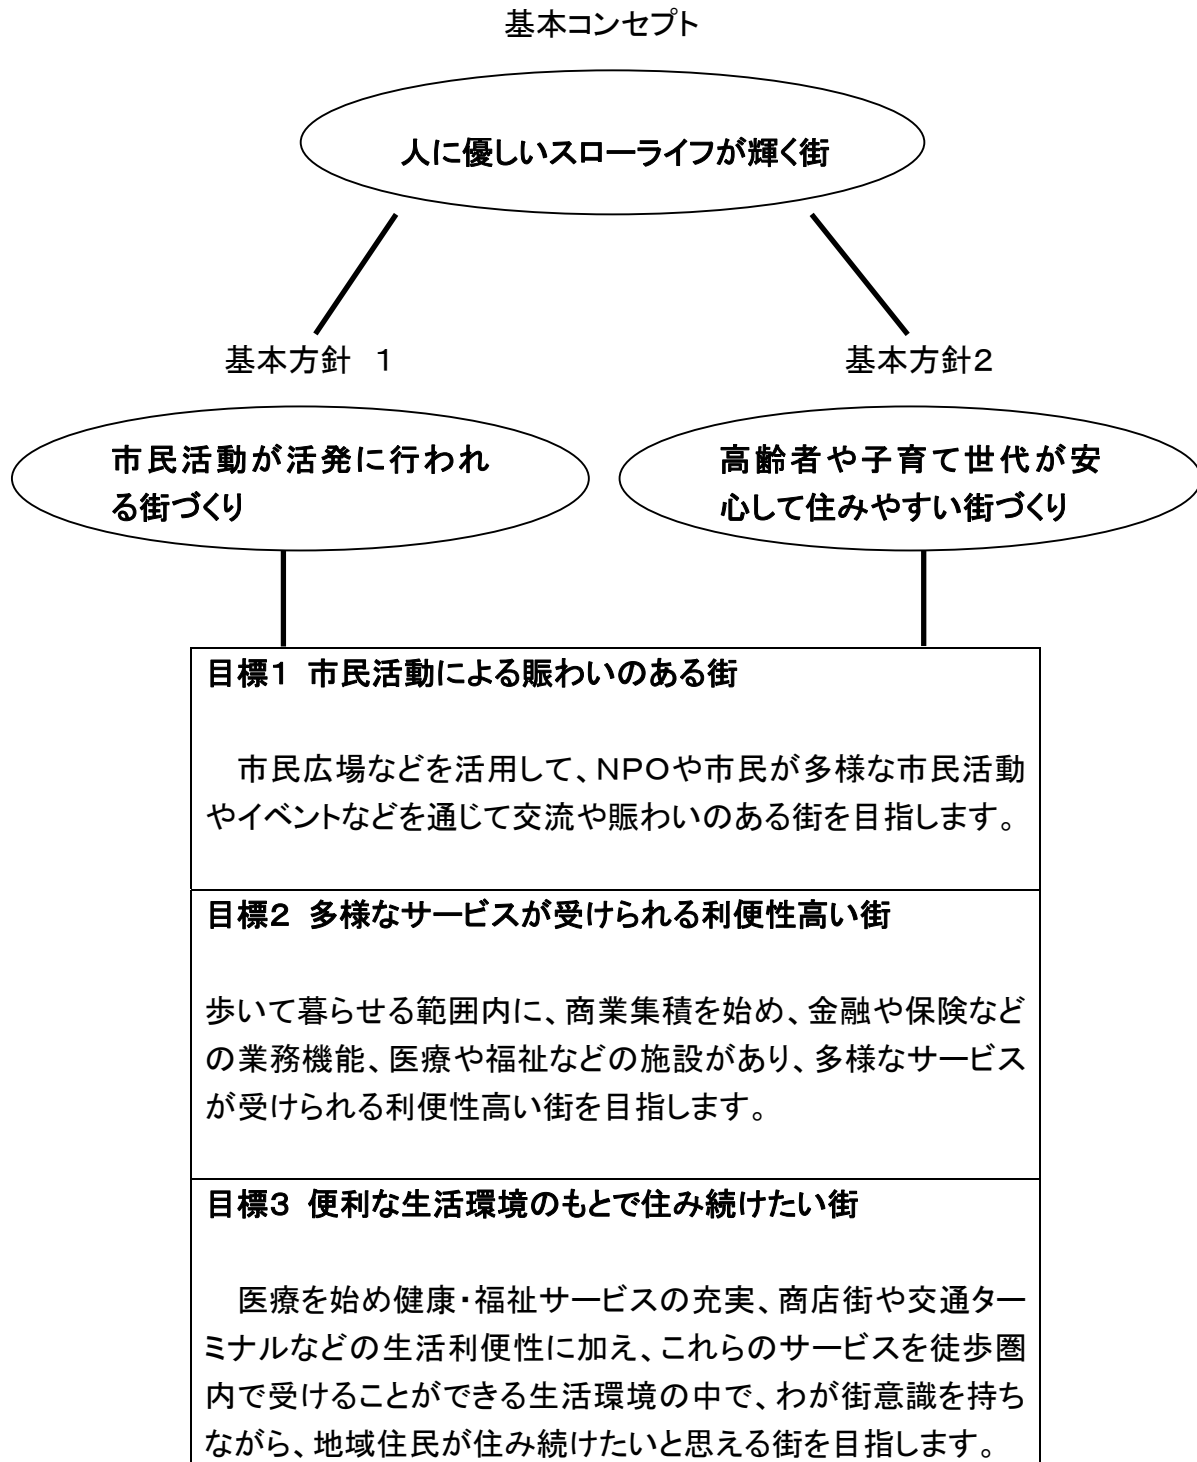 基本コンセプト
人に優しいスローライフが輝く街
基本方針　１
基本方針２
市民活動が活発に行われ
る街づくり
高齢者や子育て世代が安
心して住みやすい街づくり
目標１ 市民活動による賑わいのある街
市民広場などを活用して、ＮＰＯや市民が多様な市民活動
やイベントなどを通じて交流や賑わいのある街を目指します。
目標２ 多様なサービスが受けられる利便性高い街
歩いて暮らせる範囲内に、商業集積を始め、金融や保険など
の業務機能、医療や福祉などの施設があり、多様なサービス
が受けられる利便性高い街を目指します。
目標３ 便利な生活環境のもとで住み続けたい街
医療を始め健康・福祉サービスの充実、商店街や交通ター
ミナルなどの生活利便性に加え、これらのサービスを徒歩圏
内で受けることができる生活環境の中で、わが街意識を持ち
ながら、地域住民が住み続けたいと思える街を目指します。